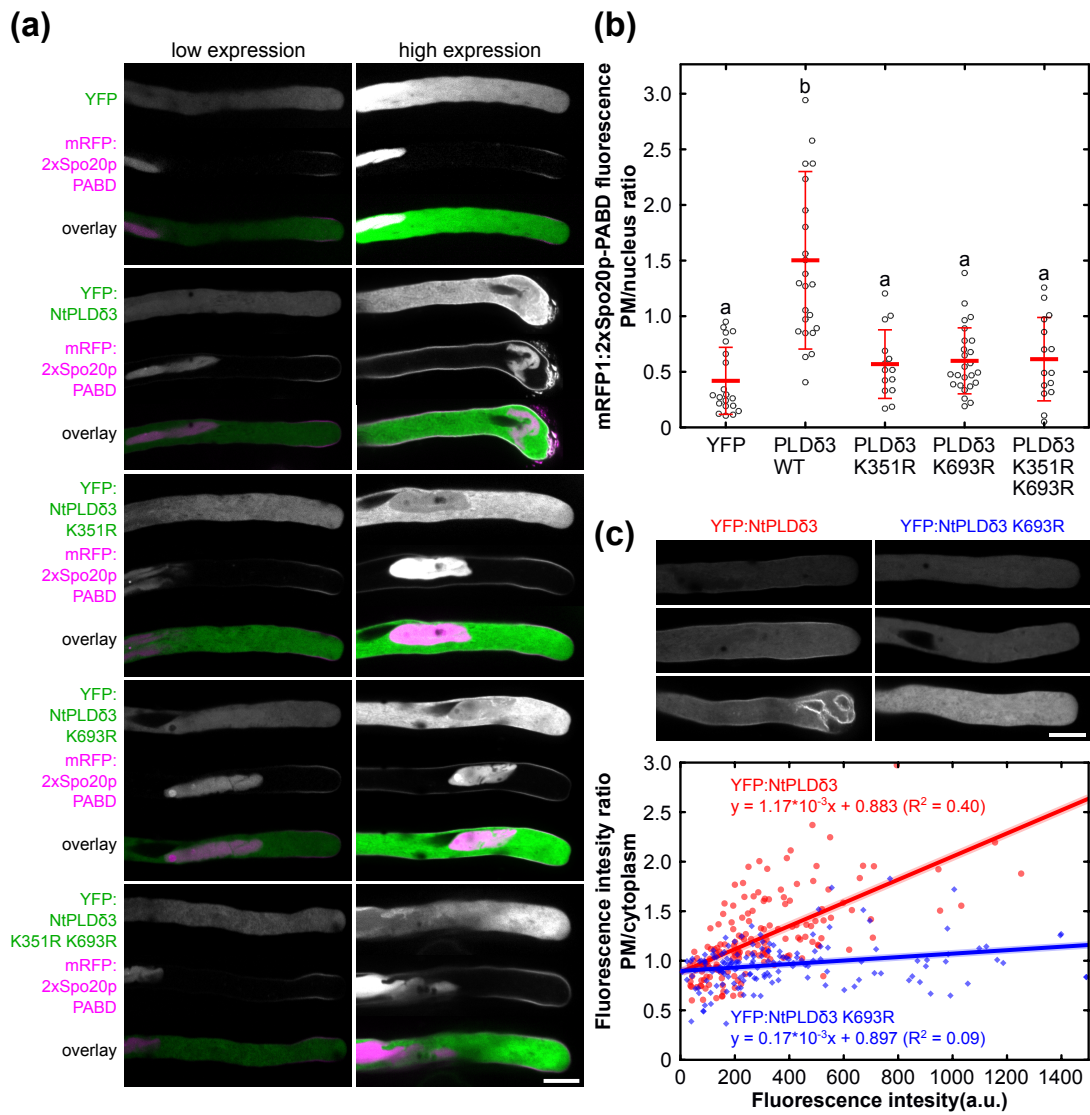 (a)
low expression
high expression
YFP
mRFP:
2xSpo20p
PABD
overlay
YFP:
NtPLDδ3
mRFP:
2xSpo20p
PABD
overlay
YFP:
NtPLDδ3
K351R
mRFP:
2xSpo20p
PABD
overlay
YFP:
NtPLDδ3
K693R
mRFP:
2xSpo20p
PABD
overlay
YFP:
NtPLDδ3
K351R K693R
mRFP:
2xSpo20p
PABD
overlay
(b)
mRFP1:2xSpo20p-PABD fluorescence
PM/nucleus ratio
3.0
2.5
2.0
1.5
1.0
0.5
0
a
b
a
a
a
YFP
PLDδ3
WT
PLDδ3
K351R
PLDδ3
K693R
PLDδ3
K351R
K693R
(c)
YFP:NtPLDδ3
YFP:NtPLDδ3 K693R
Fluorescence intesity ratio
PM/cytoplasm
3.0
2.5
2.0
1.5
1.0
0.5
0
YFP:NtPLDδ3
y = 1.17*10⁻³x + 0.883 (R² = 0.40)
YFP:NtPLDδ3 K693R
y = 0.17*10⁻³x + 0.897 (R² = 0.09)
0 200 400 600 800 1000 1200 1400
Fluorescence intesity(a.u.)